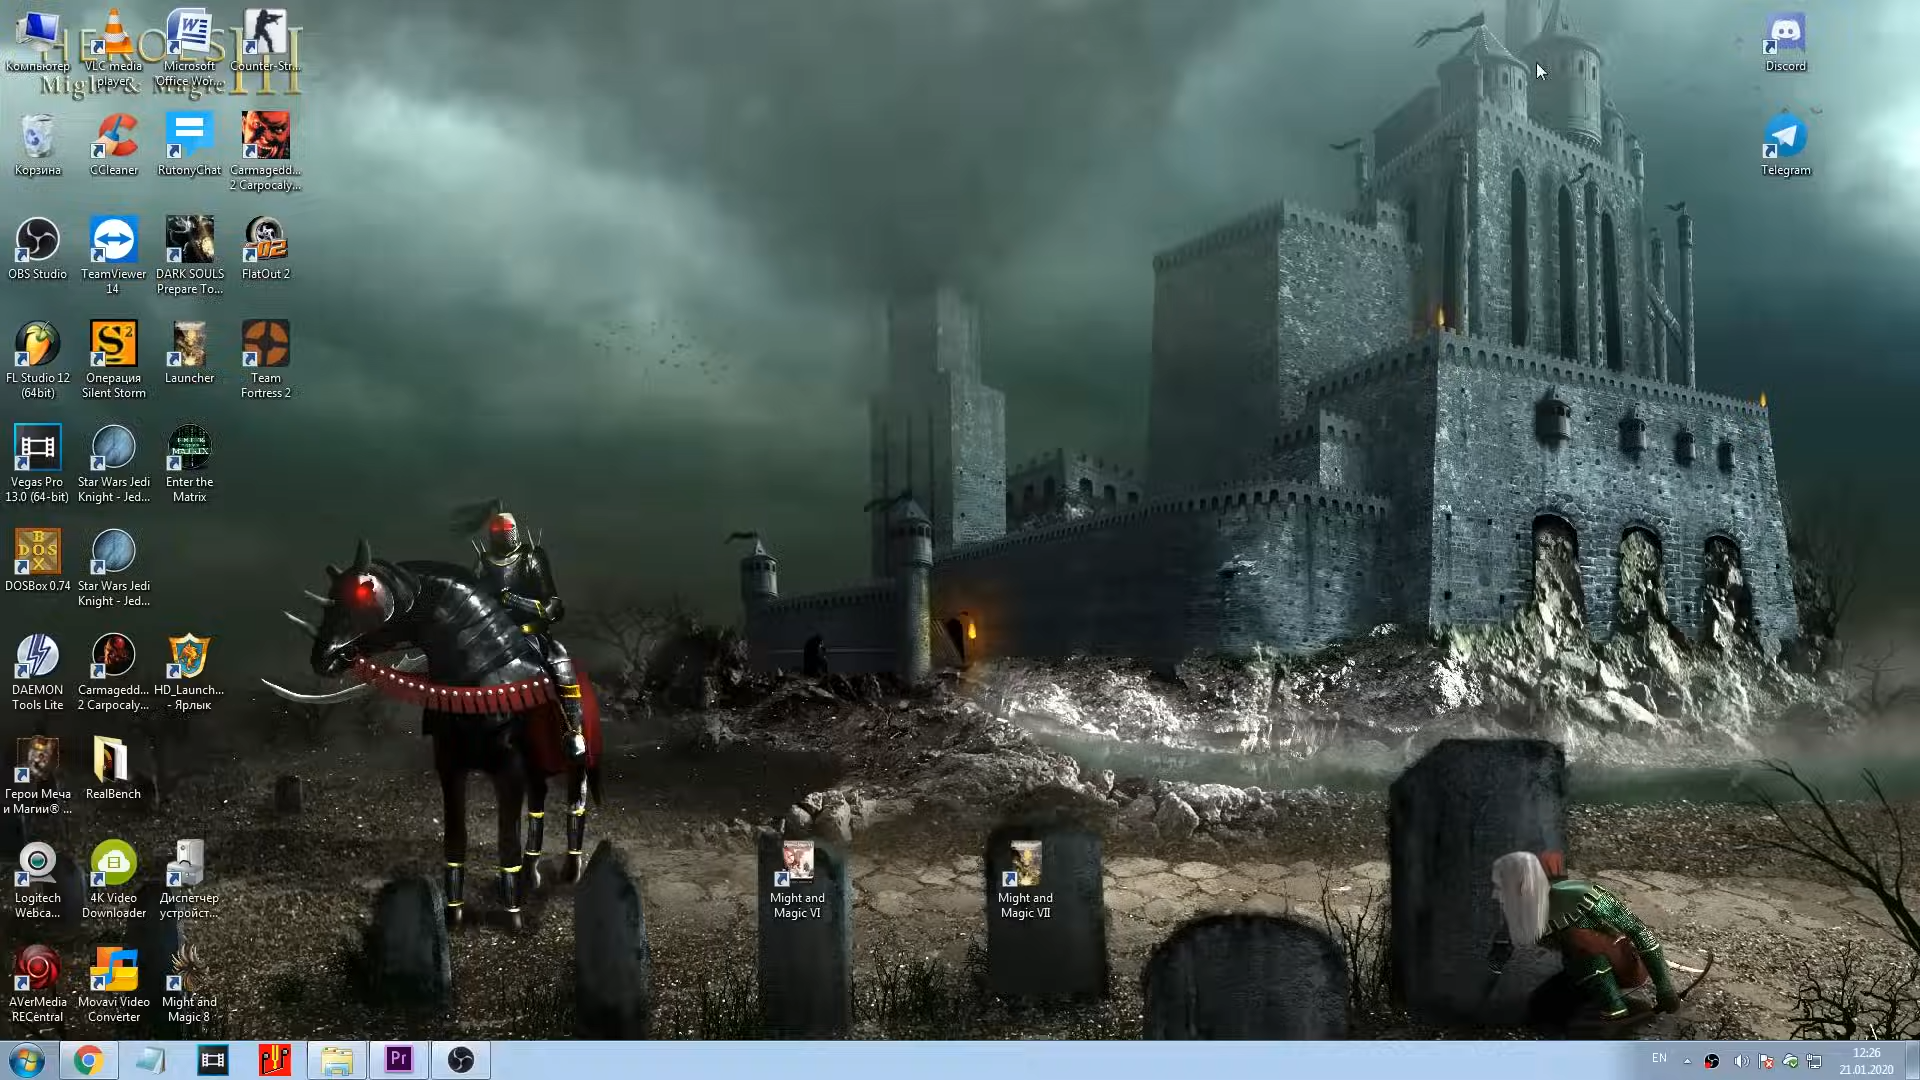 HEROES III
Might & Magic
Компьютер
VLC media
player
Microsoft
Office Wor...
Counter-Str...
Корзина
CCleaner
RutonyChat
Carmagedd...
2 Carpocaly...
OBS Studio
TeamViewer
14
DARK SOULS
Prepare To...
FlatOut 2
FL Studio 12
(64bit)
Операция
Silent Storm
Launcher
Team
Fortress 2
Vegas Pro
13.0 (64-bit)
Star Wars Jedi
Knight - Jed...
Enter the
Matrix
DOSBox 0.74
Star Wars Jedi
Knight - Jed...
DAEMON
Tools Lite
Carmagedd...
2 Carpocaly...
HD_Launch...
- Ярлык
Герои Меча
и Магии® ...
RealBench
Logitech
Webca...
4K Video
Downloader
Диспетчер
устройст...
AVerMedia
RECentral
Movavi Video
Converter
Might and
Magic 8
Might and
Magic VI
Might and
Magic VII
Discord
Telegram
Pr
EN
12:26
21.01.2020